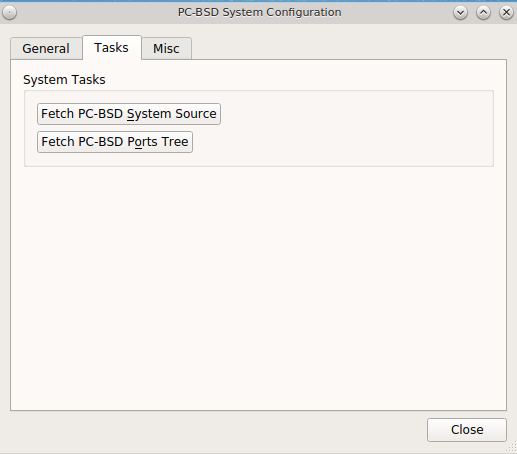 PC-BSD System Configuration
General Tasks Misc
System Tasks
Fetch PC-BSD System Source
Fetch PC-BSD Ports Tree
Close